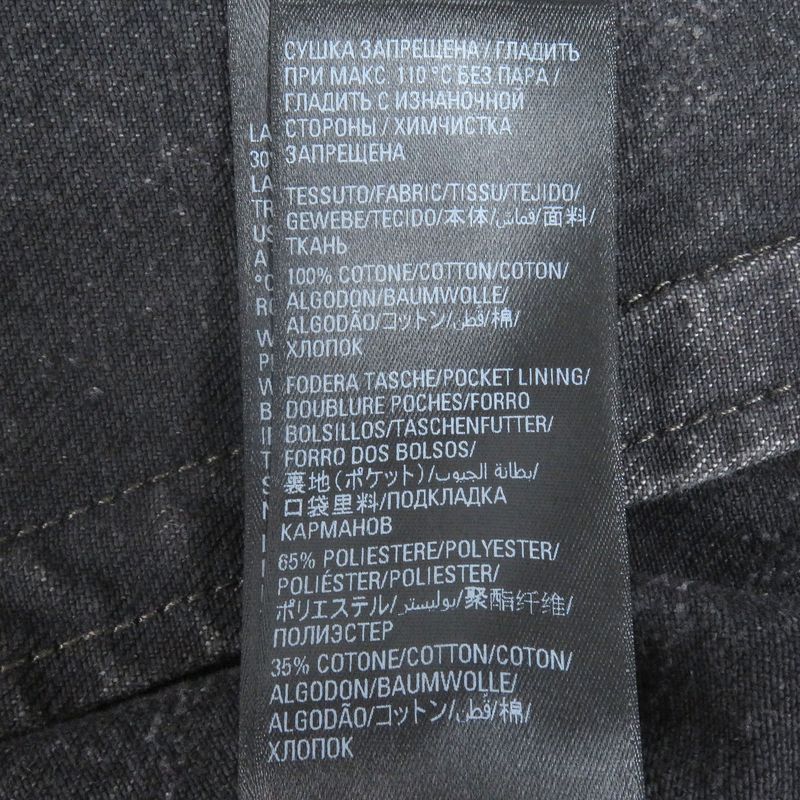 СУШКА ЗАПРЕЩЕНА / ГЛАДИТЬ
ПРИ МАКС. 110 °C БЕЗ ПАРА /
ГЛАДИТЬ С ИЗНАНОЧНОЙ
СТОРОНЫ / ХИМЧИСТКА
ЗАПРЕЩЕНА
TESSUTO/FABRIC/TISSU/TEJIDO/
GEWEBE/TECIDO/本体/قماش/面料/
ТКАНЬ
100% COTONE/COTTON/COTON/
ALGODON/BAUMWOLLE/
ALGODÃO/コットン/قطن/棉/
ХЛОПОК
FODERA TASCHE/POCKET LINING/
DOUBLURE POCHES/FORRO
BOLSILLOS/TASCHENFUTTER/
FORRO DOS BOLSOS/
裏地(ポケット)/بطانة الجيوب/
口袋里料/ПОДКЛАДКА
КАРМАНОВ
65% POLIESTERE/POLYESTER/
POLIÉSTER/POLIESTER/
ポリエステル/بوليستر/聚酯纤维/
ПОЛИЭСТЕР
35% COTONE/COTTON/COTON/
ALGODON/BAUMWOLLE/
ALGODÃO/コットン/قطن/棉/
ХЛОПОК